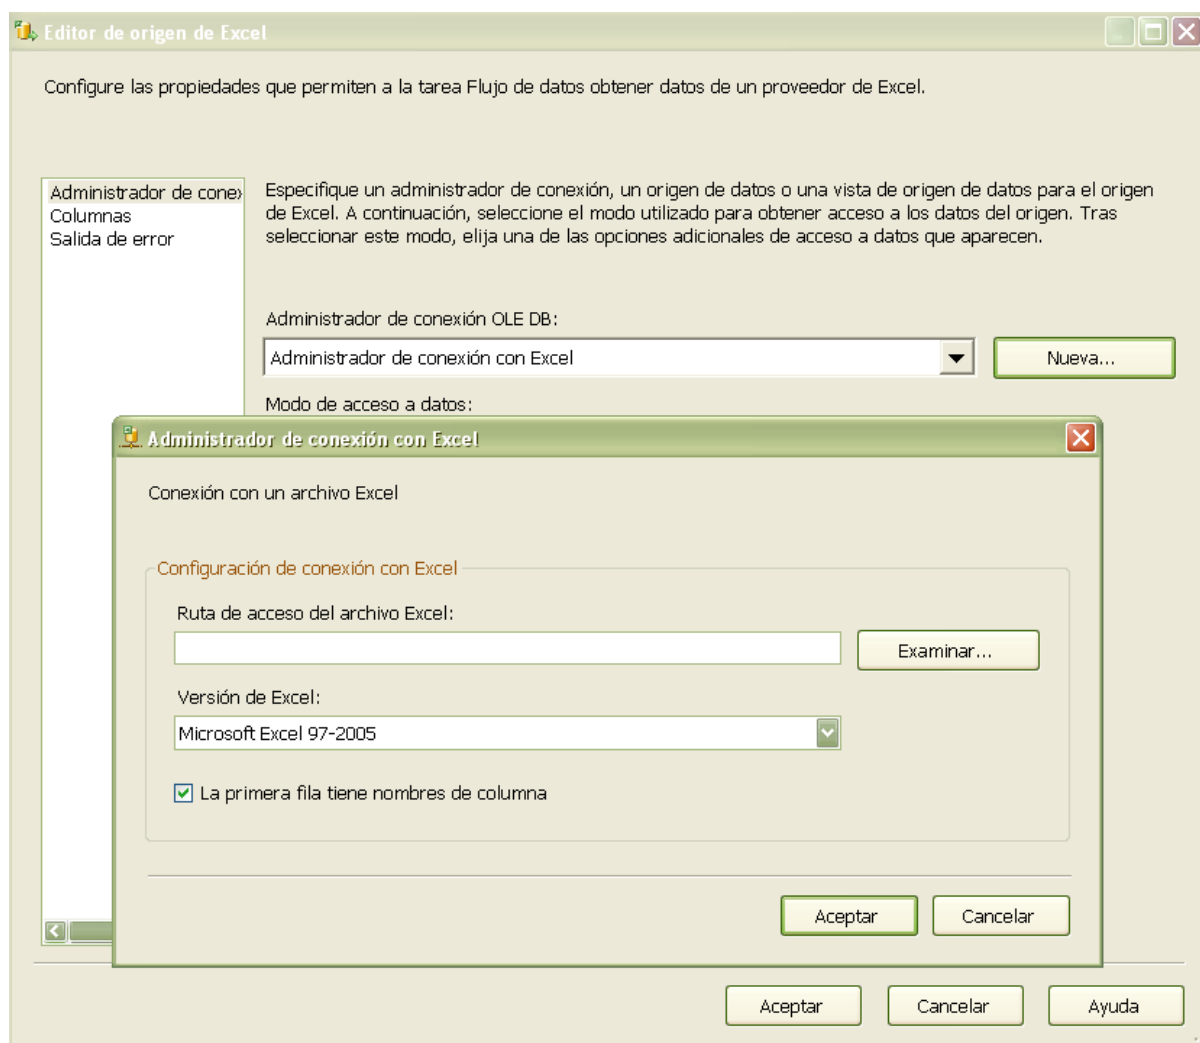 Editor de origen de Excel
Configure las propiedades que permiten a la tarea Flujo de datos obtener datos de un proveedor de Excel.
Administrador de conex
Columnas
Salida de error
Especifique un administrador de conexión, un origen de datos o una vista de origen de datos para el origen
de Excel. A continuación, seleccione el modo utilizado para obtener acceso a los datos del origen. Tras
seleccionar este modo, elija una de las opciones adicionales de acceso a datos que aparecen.
Administrador de conexión OLE DB:
Administrador de conexión con Excel
Nueva...
Modo de acceso a datos:
Administrador de conexión con Excel
Conexión con un archivo Excel
Configuración de conexión con Excel
Ruta de acceso del archivo Excel:
Examinar...
Versión de Excel:
Microsoft Excel 97-2005
La primera fila tiene nombres de columna
Aceptar
Cancelar
Aceptar
Cancelar
Ayuda